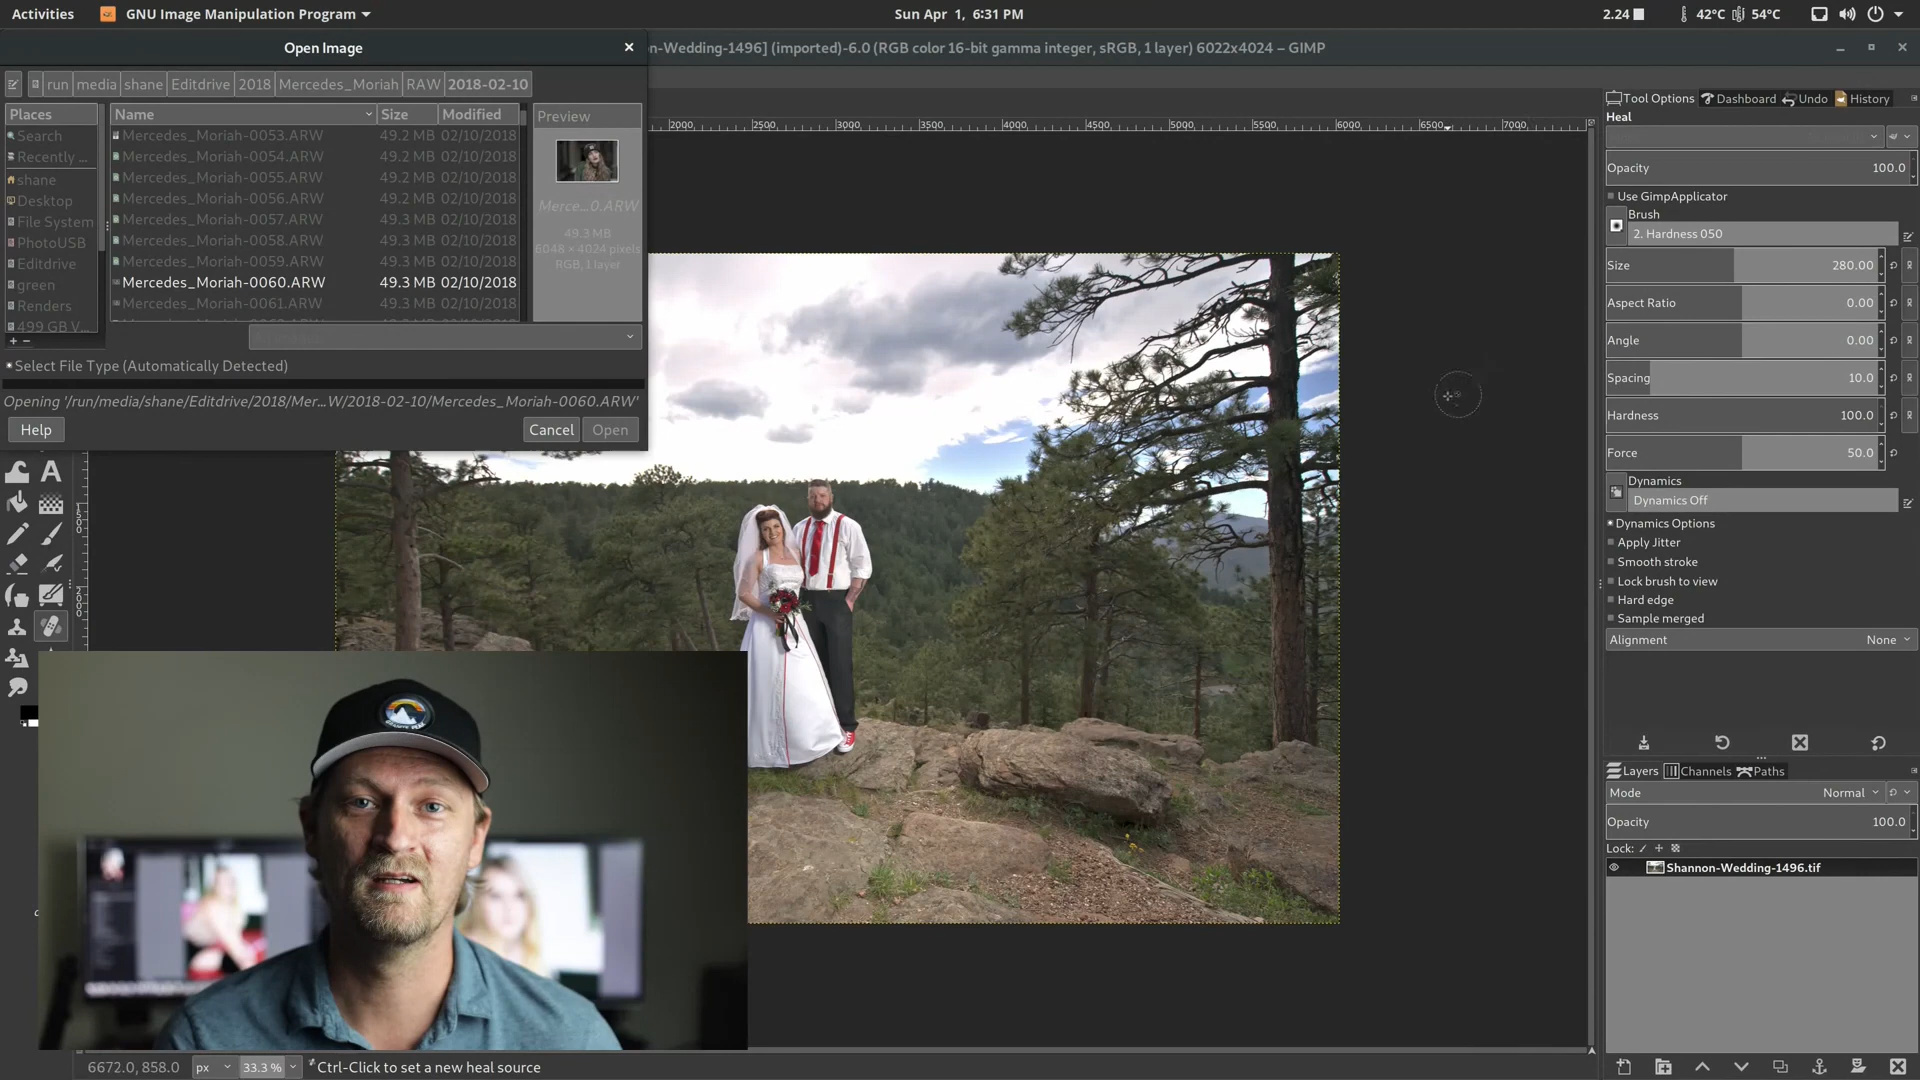 Activities GNU Image Manipulation Program Sun Apr 1, 6:31 PM 2.24 42°C 54°C
Open Image
n-Wedding-1496] (imported)-6.0 (RGB color 16-bit gamma integer, sRGB, 1 layer) 6022x4024 – GIMP
run media shane Editdrive 2018 Mercedes_Moriah RAW 2018-02-10
Places
Search
Recently ...
shane
Desktop
File System
PhotoUSB
Editdrive
green
Renders
499 GB V...
Name Size Modified
Mercedes_Moriah-0053.ARW 49.2 MB 02/10/2018
Mercedes_Moriah-0054.ARW 49.2 MB 02/10/2018
Mercedes_Moriah-0055.ARW 49.2 MB 02/10/2018
Mercedes_Moriah-0056.ARW 49.2 MB 02/10/2018
Mercedes_Moriah-0057.ARW 49.3 MB 02/10/2018
Mercedes_Moriah-0058.ARW 49.3 MB 02/10/2018
Mercedes_Moriah-0059.ARW 49.3 MB 02/10/2018
Mercedes_Moriah-0060.ARW 49.3 MB 02/10/2018
Mercedes_Moriah-0061.ARW 49.3 MB 02/10/2018
Preview
Merce...0.ARW
49.3 MB
6048 × 4024 pixels
RGB, 1 layer
Select File Type (Automatically Detected)
Opening '/run/media/shane/Editdrive/2018/Mer...W/2018-02-10/Mercedes_Moriah-0060.ARW'
Help Cancel Open
2000 2500 3000 3500 4000 4500 5000 5500 6000 6500 7000
1500
2000
Tool Options Dashboard Undo History
Heal
Opacity 100.0
Use GimpApplicator
Brush
2. Hardness 050
Size 280.00
Aspect Ratio 0.00
Angle 0.00
Spacing 10.0
Hardness 100.0
Force 50.0
Dynamics
Dynamics Off
Dynamics Options
Apply Jitter
Smooth stroke
Lock brush to view
Hard edge
Sample merged
Alignment None
Layers Channels Paths
Mode Normal
Opacity 100.0
Lock:
Shannon-Wedding-1496.tif
6672.0, 858.0 px 33.3 % Ctrl-Click to set a new heal source